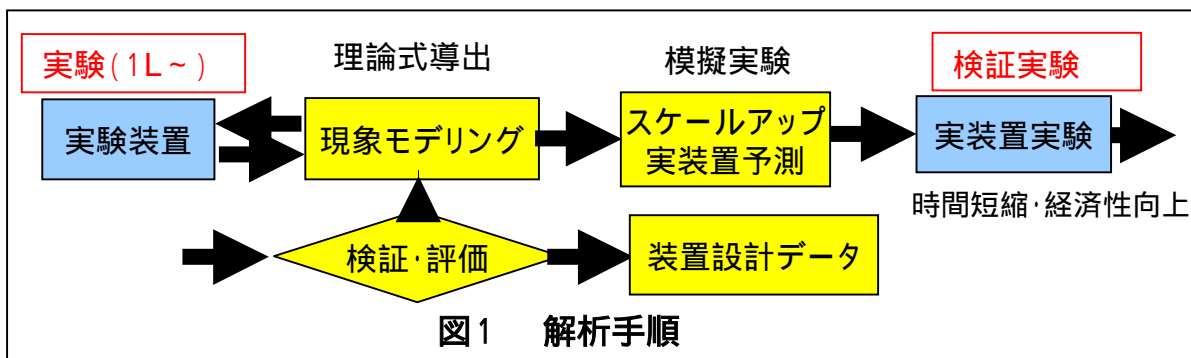 実験(1L~)
理論式導出
模擬実験
検証実験
実験装置
現象モデリング
スケールアップ
実装置予測
実装置実験
時間短縮・経済性向上
検証・評価
装置設計データ
図1 解析手順